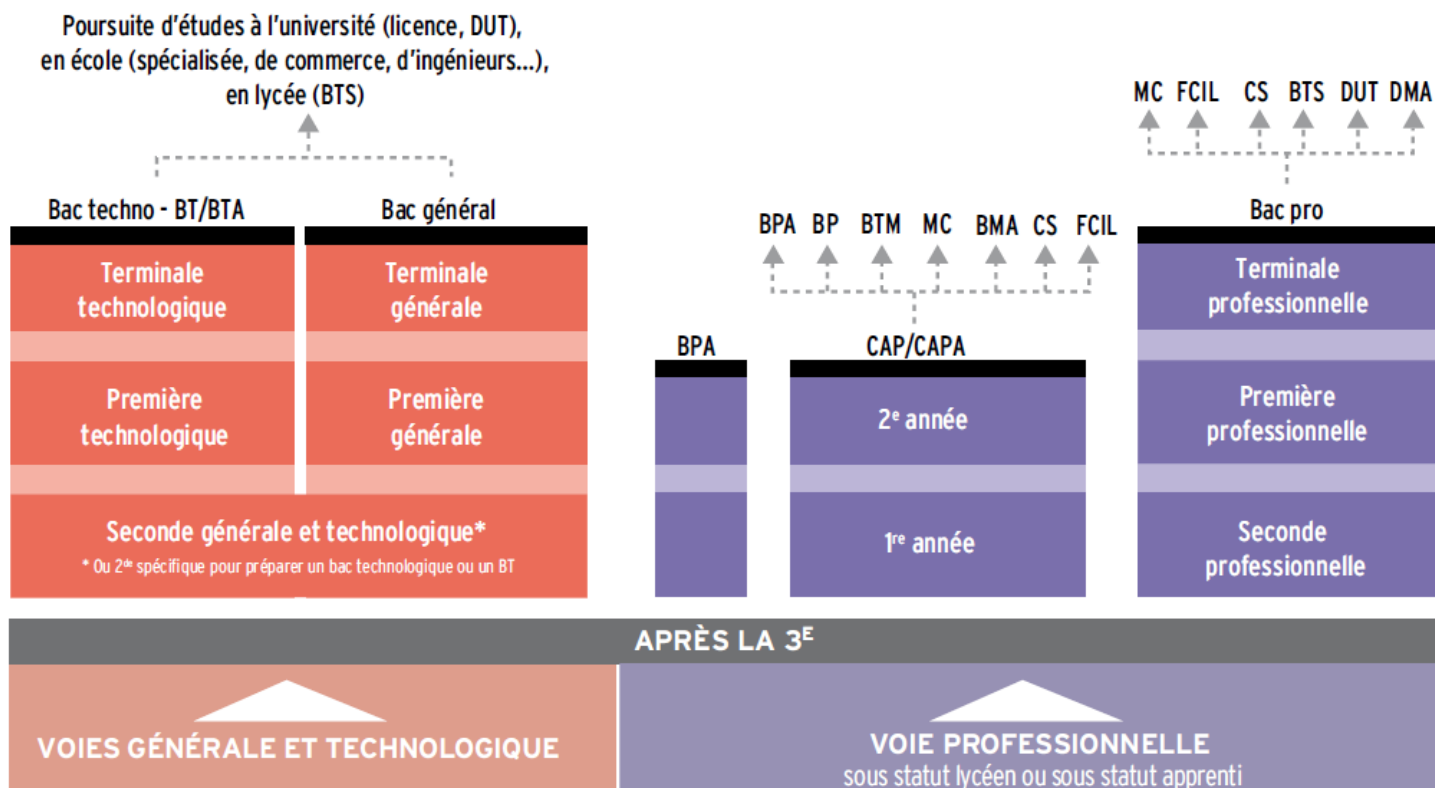 Poursuite d'études à l'université (licence, DUT),
en école (spécialisée, de commerce, d'ingénieurs...),
en lycée (BTS)
Bac techno - BT/BTA
Bac général
Terminale
technologique
Terminale
générale
Première
technologique
Première
générale
Seconde générale et technologique*
* Ou 2de spécifique pour préparer un bac technologique ou un BT
BPA
BPA BP BTM MC BMA CS FCIL
CAP/CAPA
2e année
1re année
MC FCIL CS BTS DUT DMA
Bac pro
Terminale
professionnelle
Première
professionnelle
Seconde
professionnelle
APRÈS LA 3E
VOIES GÉNÉRALE ET TECHNOLOGIQUE
VOIE PROFESSIONNELLE
sous statut lycéen ou sous statut apprenti